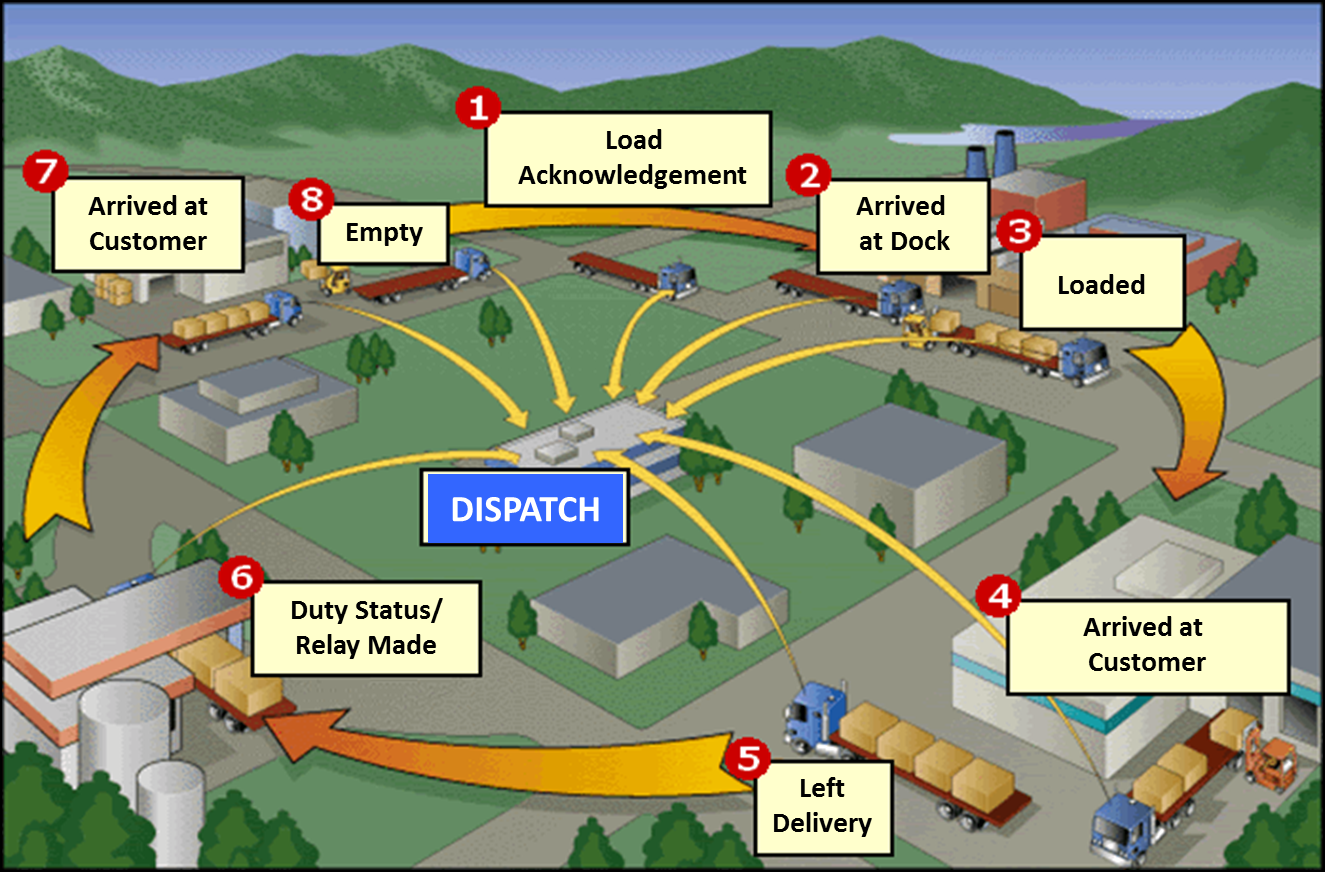 1
Load
Acknowledgement
2
Arrived
at Dock
3
Loaded
4
Arrived at
Customer
5
Left
Delivery
6
Duty Status/
Relay Made
7
Arrived at
Customer
8
Empty
DISPATCH